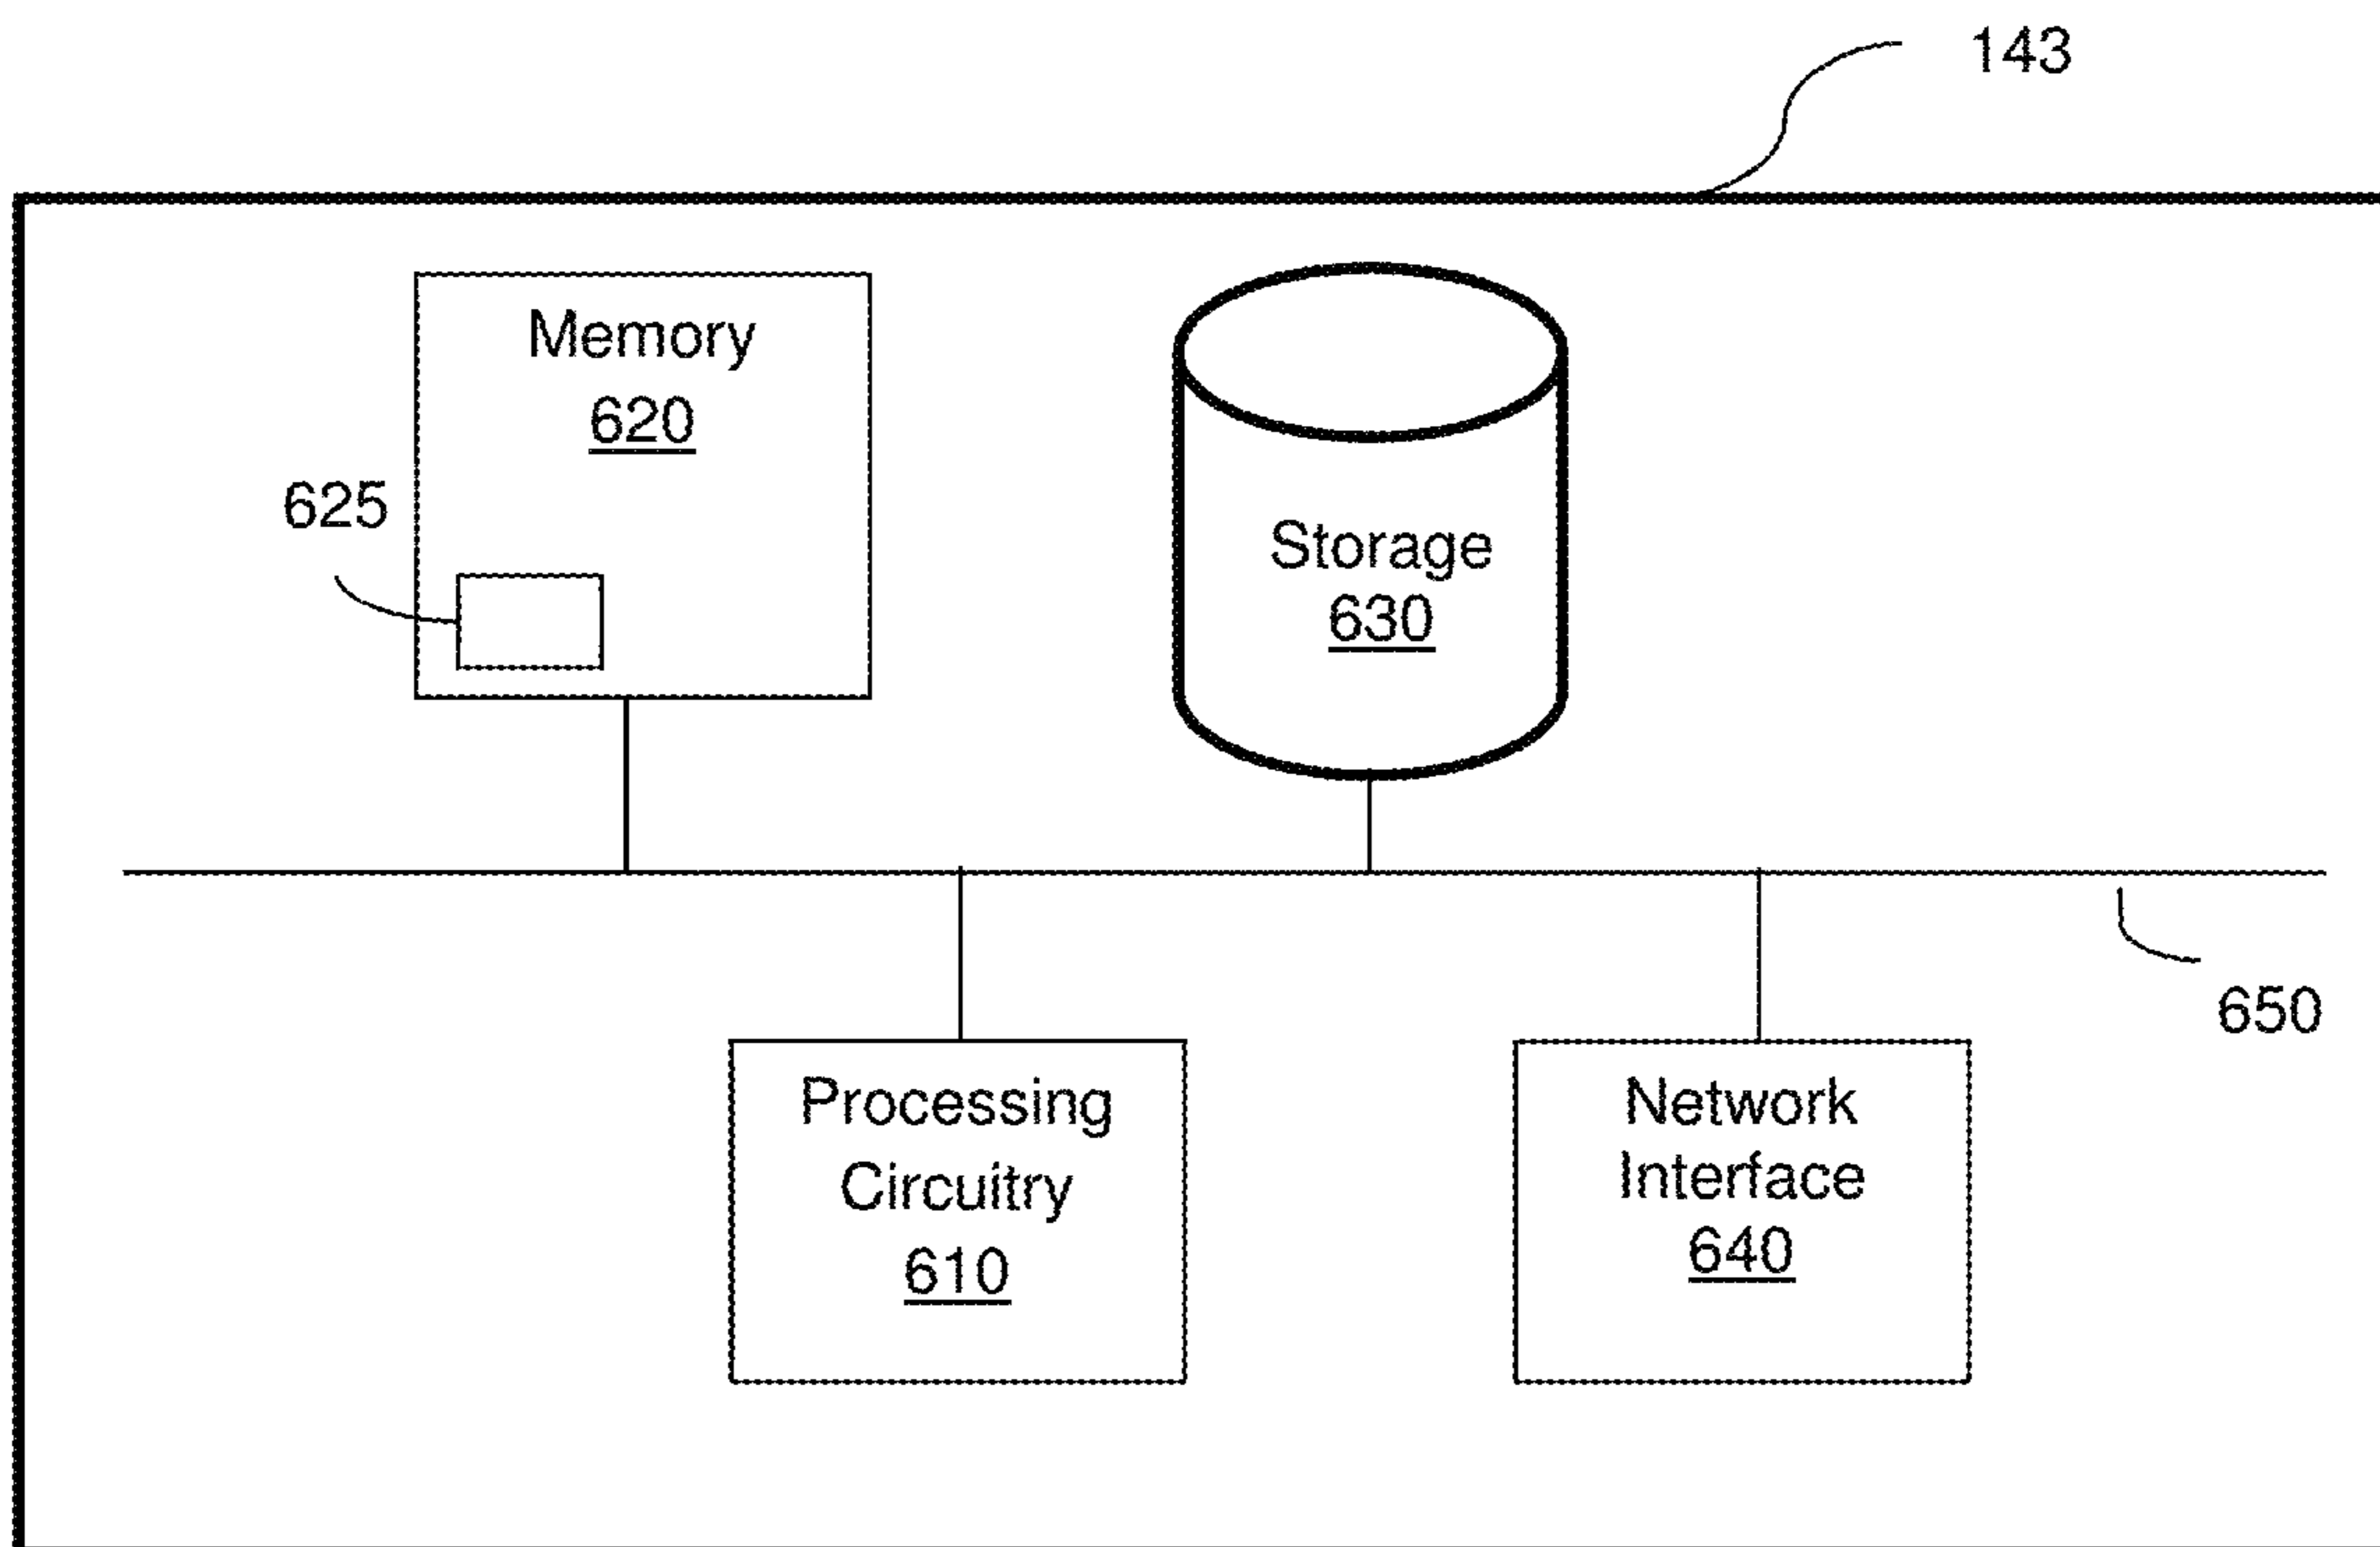 143
Memory
620
625
Storage
630
650
Processing
Circuitry
610
Network
Interface
640